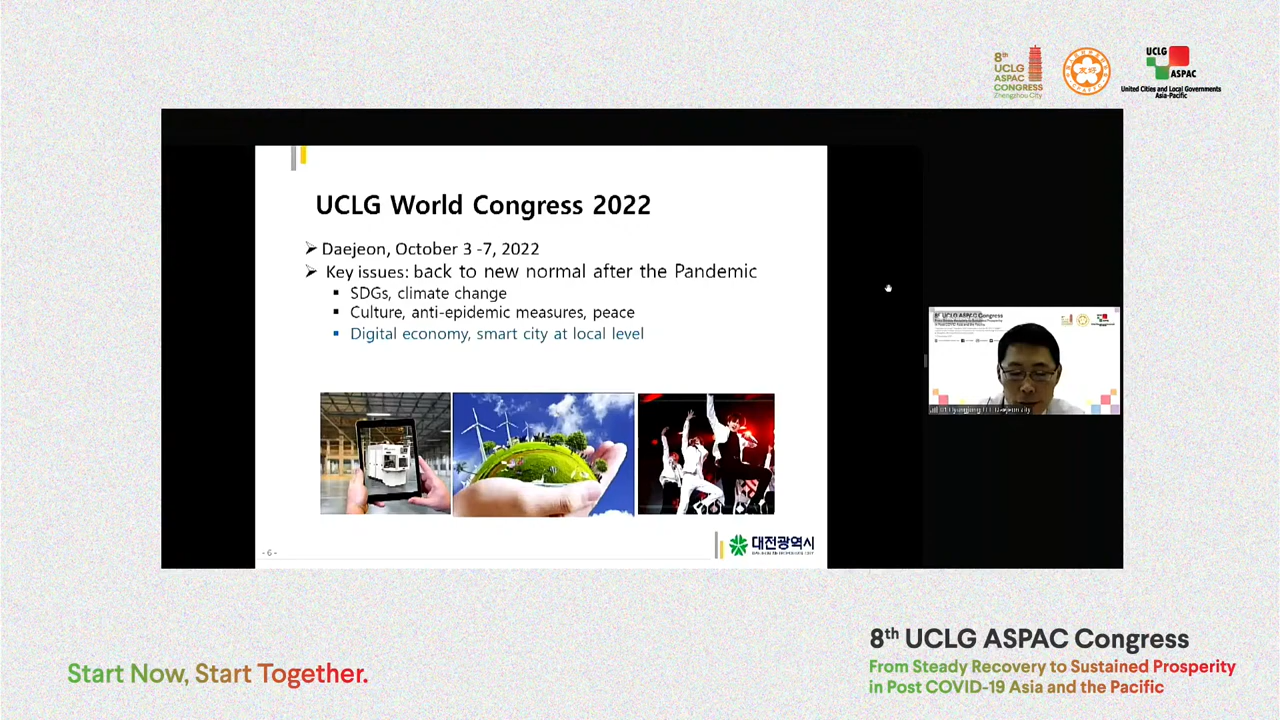 8th
UCLG
ASPAC
CONGRESS
Zhengzhou City
UCLG
ASPAC
United Cities and Local Governments
Asia-Pacific
UCLG World Congress 2022
Daejeon, October 3 -7, 2022
Key issues: back to new normal after the Pandemic
SDGs, climate change
Culture, anti-epidemic measures, peace
Digital economy, smart city at local level
- 6 -
대전광역시
8th UCLG ASPAC Congress
Start Now, Start Together.
8th UCLG ASPAC Congress
From Steady Recovery to Sustained Prosperity
in Post COVID-19 Asia and the Pacific